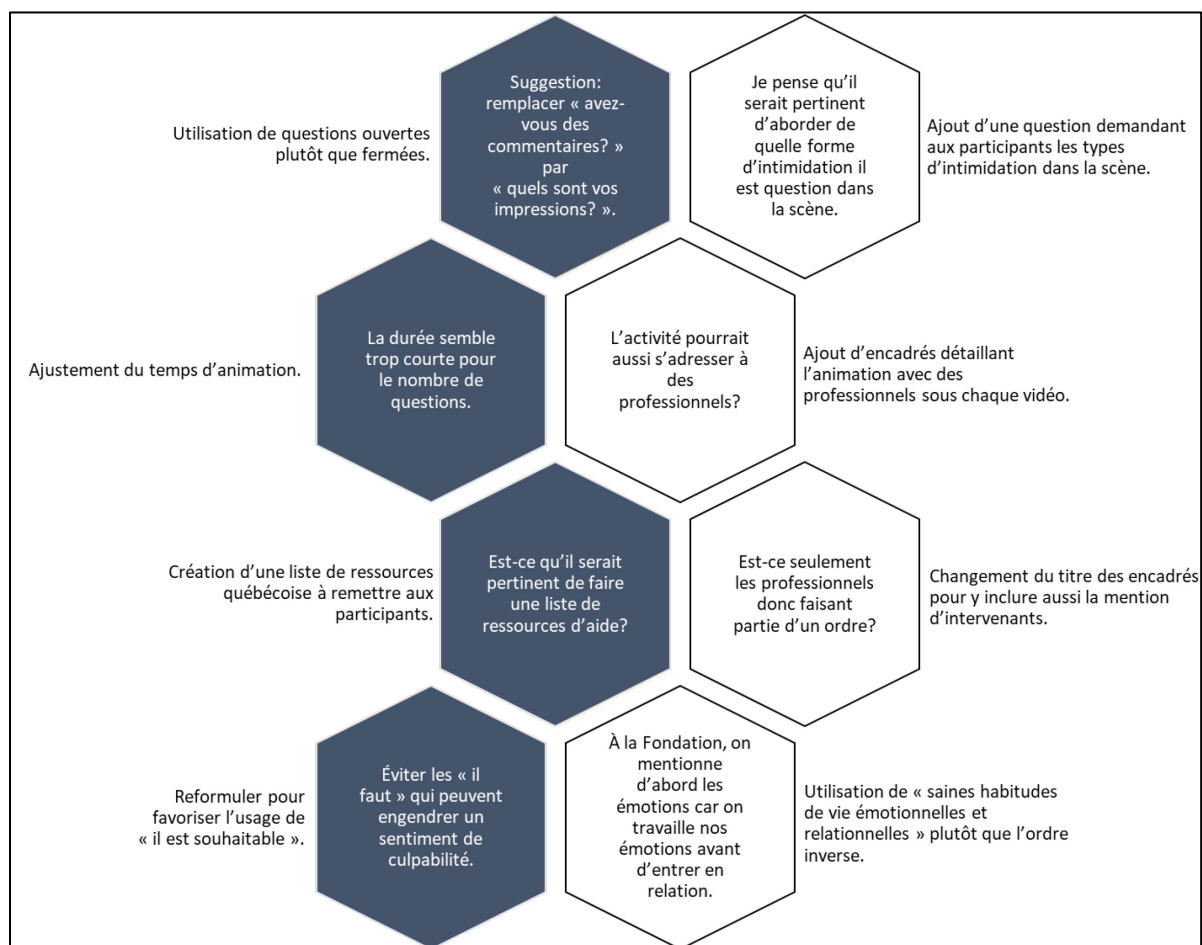 Utilisation de questions ouvertes
plutôt que fermées.
Suggestion:
remplacer « avez-
vous des
commentaires? »
par
« quels sont vos
impressions? ».
Je pense qu’il
serait pertinent
d’aborder de
quelle forme
d’intimidation il
est question dans
la scène.
Ajout d’une question demandant
aux participants les types
d’intimidation dans la scène.
Ajustement du temps d’animation.
La durée semble
trop courte pour
le nombre de
questions.
L’activité pourrait
aussi s’adresser à
des
professionnels?
Ajout d’encadrés détaillant
l’animation avec des
professionnels sous chaque vidéo.
Création d’une liste de ressources
québécoise à remettre aux
participants.
Est-ce qu’il serait
pertinent de faire
une liste de
ressources d’aide?
Est-ce seulement
les professionnels
donc faisant
partie d’un ordre?
Changement du titre des encadrés
pour y inclure aussi la mention
d’intervenants.
Reformuler pour
favoriser l’usage de
« il est souhaitable ».
Éviter les « il
faut » qui peuvent
engendrer un
sentiment de
culpabilité.
À la Fondation, on
mentionne
d’abord les
émotions car on
travaille nos
émotions avant
d’entrer en
relation.
Utilisation de « saines habitudes
de vie émotionnelles et
relationnelles » plutôt que l’ordre
inverse.